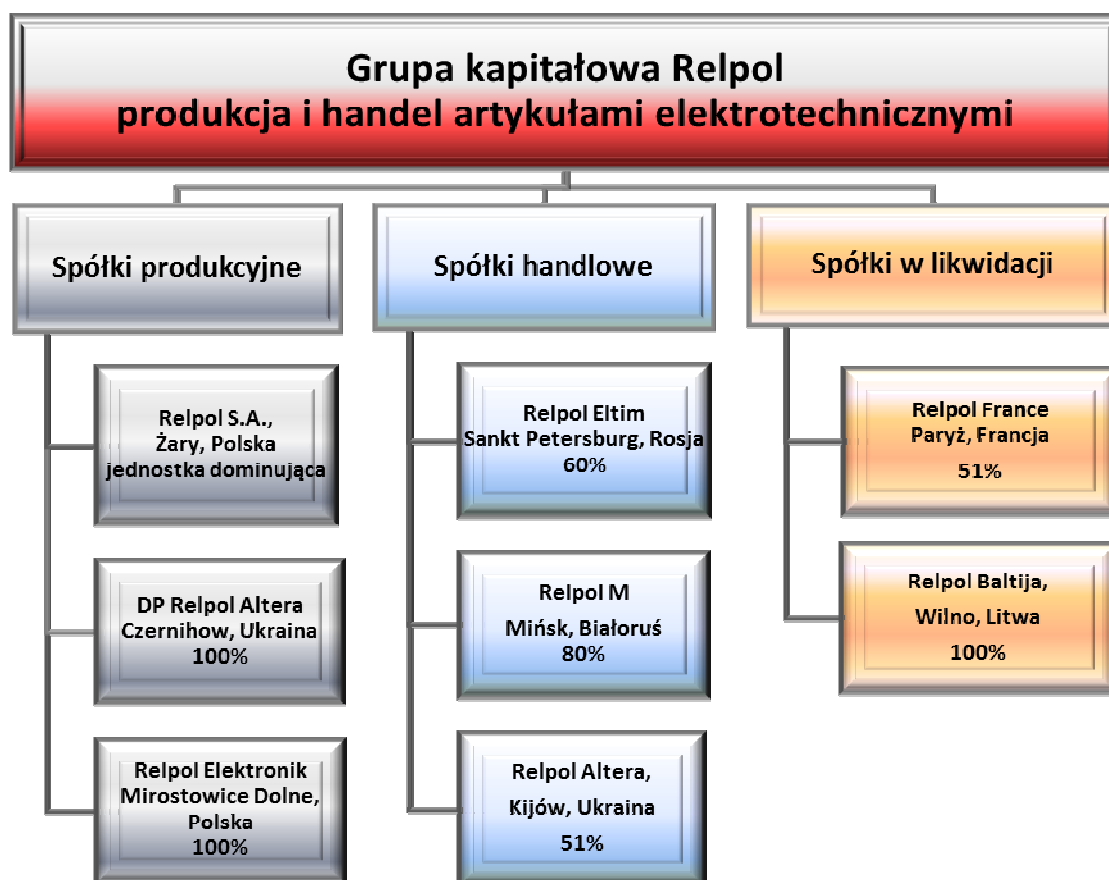 Grupa kapitałowa Relpol
produkcja i handel artykułami elektrotechnicznymi
Spółki produkcyjne
Relpol S.A.,
Żary, Polska
jednostka dominująca
DP Relpol Altera
Czernihow, Ukraina
100%
Relpol Elektronik
Mirostowice Dolne,
Polska
100%
Spółki handlowe
Relpol Eltim
Sankt Petersburg, Rosja
60%
Relpol M
Mińsk, Białoruś
80%
Relpol Altera,
Kijów, Ukraina
51%
Spółki w likwidacji
Relpol France
Paryż, Francja
51%
Relpol Baltija,
Wilno, Litwa
100%